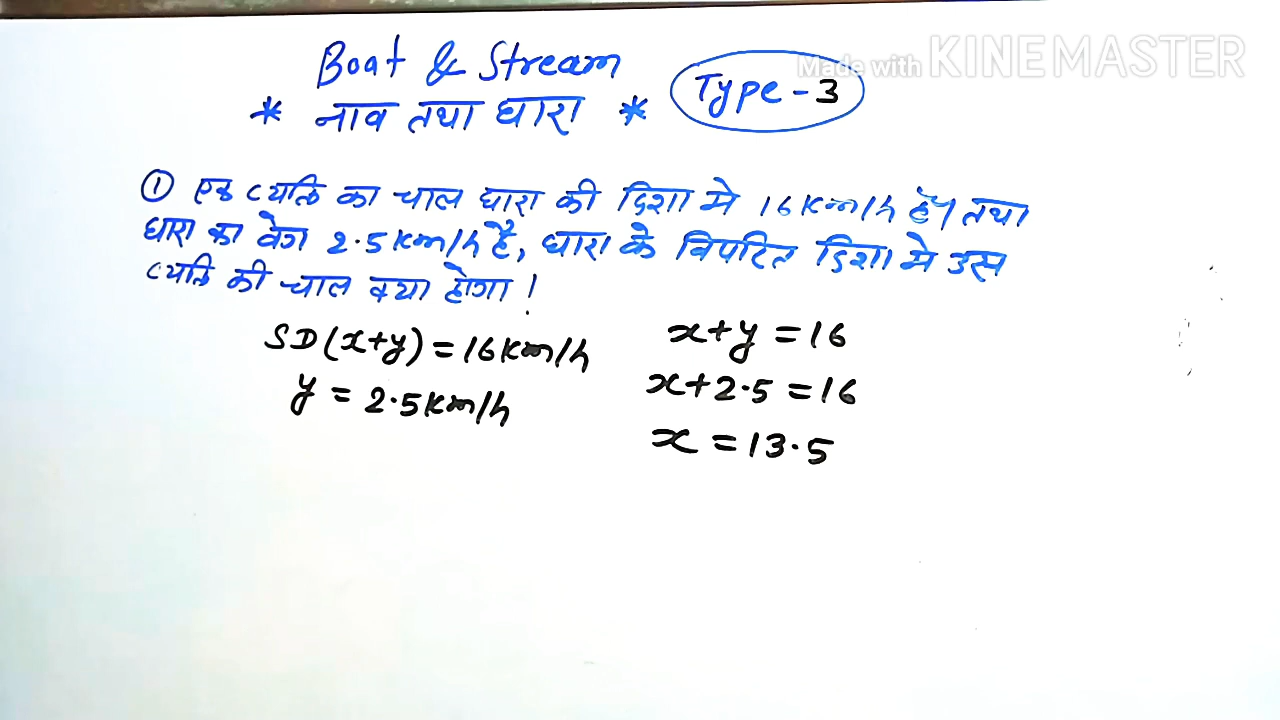 Boat & Stream
* नाव तथा धारा *
Type-3
Made with KINEMASTER
① एक व्यक्ति का चाल धारा की दिशा मे 16Km/h है। तथा
धारा का वेग 2.5Km/h है, धारा के विपरित दिशा मे उस
व्यक्ति की चाल क्या होगा !
SD(x+y) = 16Km/h
y = 2.5Km/h
x+y = 16
x+2.5 = 16
x = 13.5